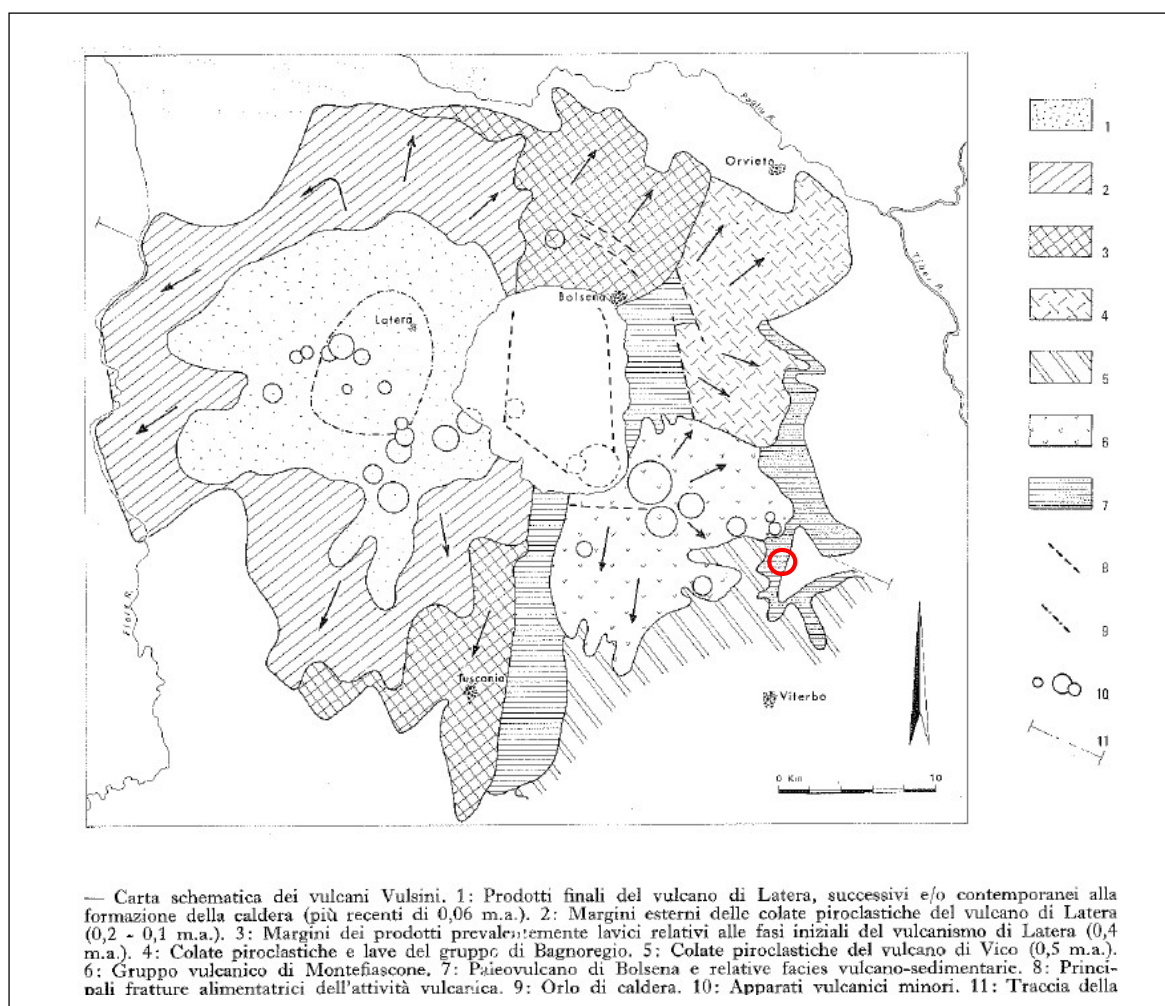 Paglia R.
Orvieto
1
2
3
4
5
6
7
8
9
10
11
Tibe R.
Bolsena
Latera
Fiora R.
Tuscania
Viterbo
0 Km 10
— Carta schematica dei vulcani Vulsini. 1: Prodotti finali del vulcano di Latera, successivi e/o contemporanei alla
formazione della caldera (più recenti di 0,06 m.a.). 2: Margini esterni delle colate piroclastiche del vulcano di Latera
(0,2 - 0,1 m.a.). 3: Margini dei prodotti prevalentemente lavici relativi alle fasi iniziali del vulcanismo di Latera (0,4
m.a.). 4: Colate piroclastiche e lave del gruppo di Bagnoregio. 5: Colate piroclastiche del vulcano di Vico (0,5 m.a.).
6: Gruppo vulcanico di Montefiascone. 7: Paleovulcano di Bolsena e relative facies vulcano-sedimentarie. 8: Princi-
pali fratture alimentatrici dell'attività vulcanica. 9: Orlo di caldera. 10: Apparati vulcanici minori. 11: Traccia della